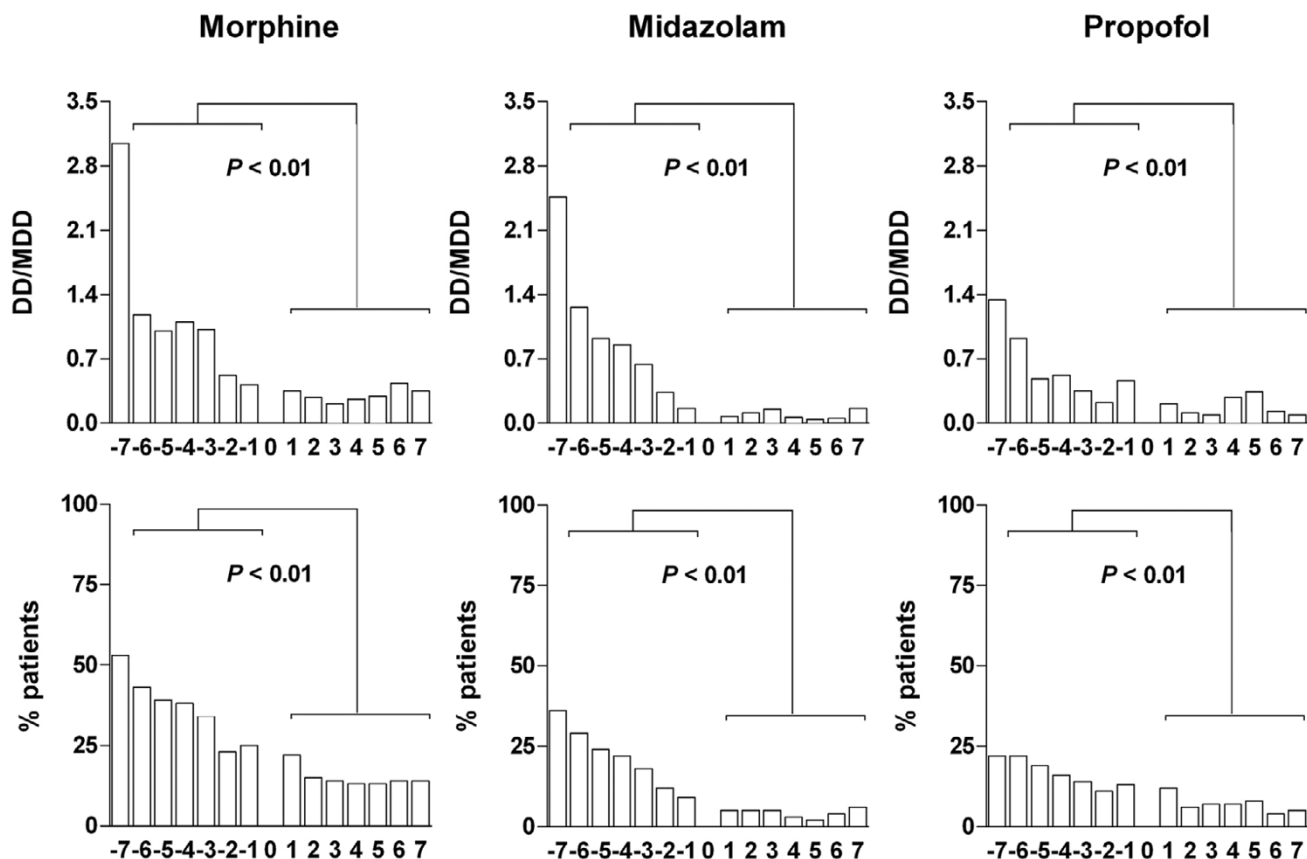 Morphine Midazolam Propofol
3.5 3.5 3.5
P < 0.01 P < 0.01 P < 0.01
2.8 2.8 2.8
2.1 2.1 2.1
DD/MDD DD/MDD DD/MDD
1.4 1.4 1.4
0.7 0.7 0.7
0.0 0.0 0.0
-7 -6 -5 -4 -3 -2 -1 0 1 2 3 4 5 6 7 -7 -6 -5 -4 -3 -2 -1 0 1 2 3 4 5 6 7 -7 -6 -5 -4 -3 -2 -1 0 1 2 3 4 5 6 7
100 100 100
P < 0.01 P < 0.01 P < 0.01
75 75 75
% patients % patients % patients
50 50 50
25 25 25
0 0 0
-7 -6 -5 -4 -3 -2 -1 0 1 2 3 4 5 6 7 -7 -6 -5 -4 -3 -2 -1 0 1 2 3 4 5 6 7 -7 -6 -5 -4 -3 -2 -1 0 1 2 3 4 5 6 7